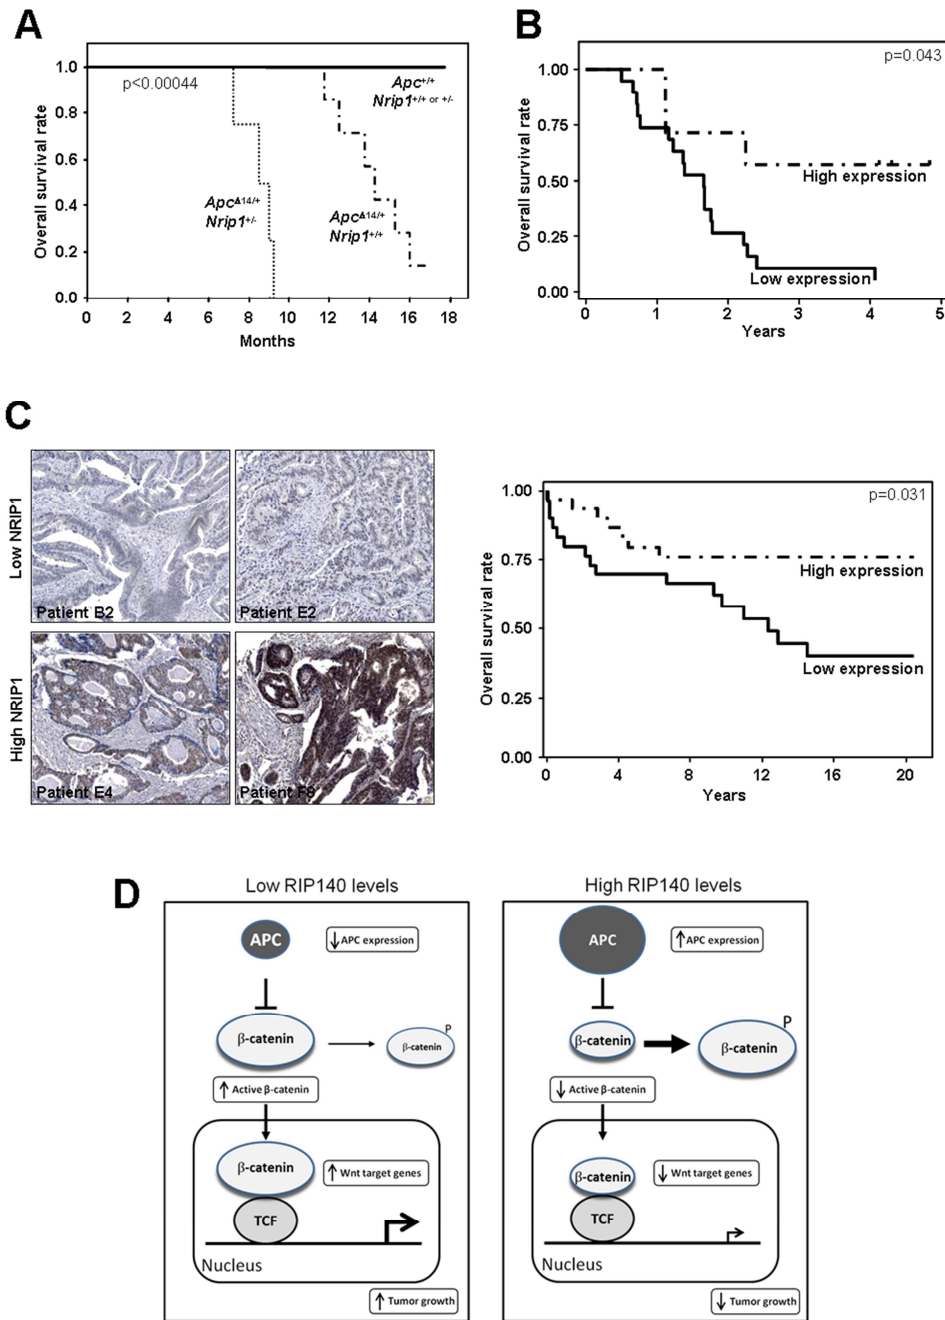 A
p<0.00044
Apc+/+
Nrip1+/+ or +/-
ApcΔ14/+
Nrip1+/-
ApcΔ14/+
Nrip1+/+
Overall survival rate
1.0
0.8
0.6
0.4
0.2
0.0
0 2 4 6 8 10 12 14 16 18
Months
B
p=0.043
Overall survival rate
1.00
0.75
0.50
0.25
0.00
High expression
Low expression
0 1 2 3 4 5
Years
C
Low NRIP1
Patient B2
Patient E2
High NRIP1
Patient E4
Patient F8
p=0.031
Overall survival rate
1.00
0.75
0.50
0.25
0.00
High expression
Low expression
0 4 8 12 16 20
Years
D
Low RIP140 levels
APC
↓ APC expression
β-catenin
P
β-catenin
↑ Active β-catenin
β-catenin
↑ Wnt target genes
TCF
Nucleus
↑ Tumor growth
High RIP140 levels
APC
↑ APC expression
β-catenin
P
β-catenin
↓ Active β-catenin
β-catenin
↓ Wnt target genes
TCF
Nucleus
↓ Tumor growth